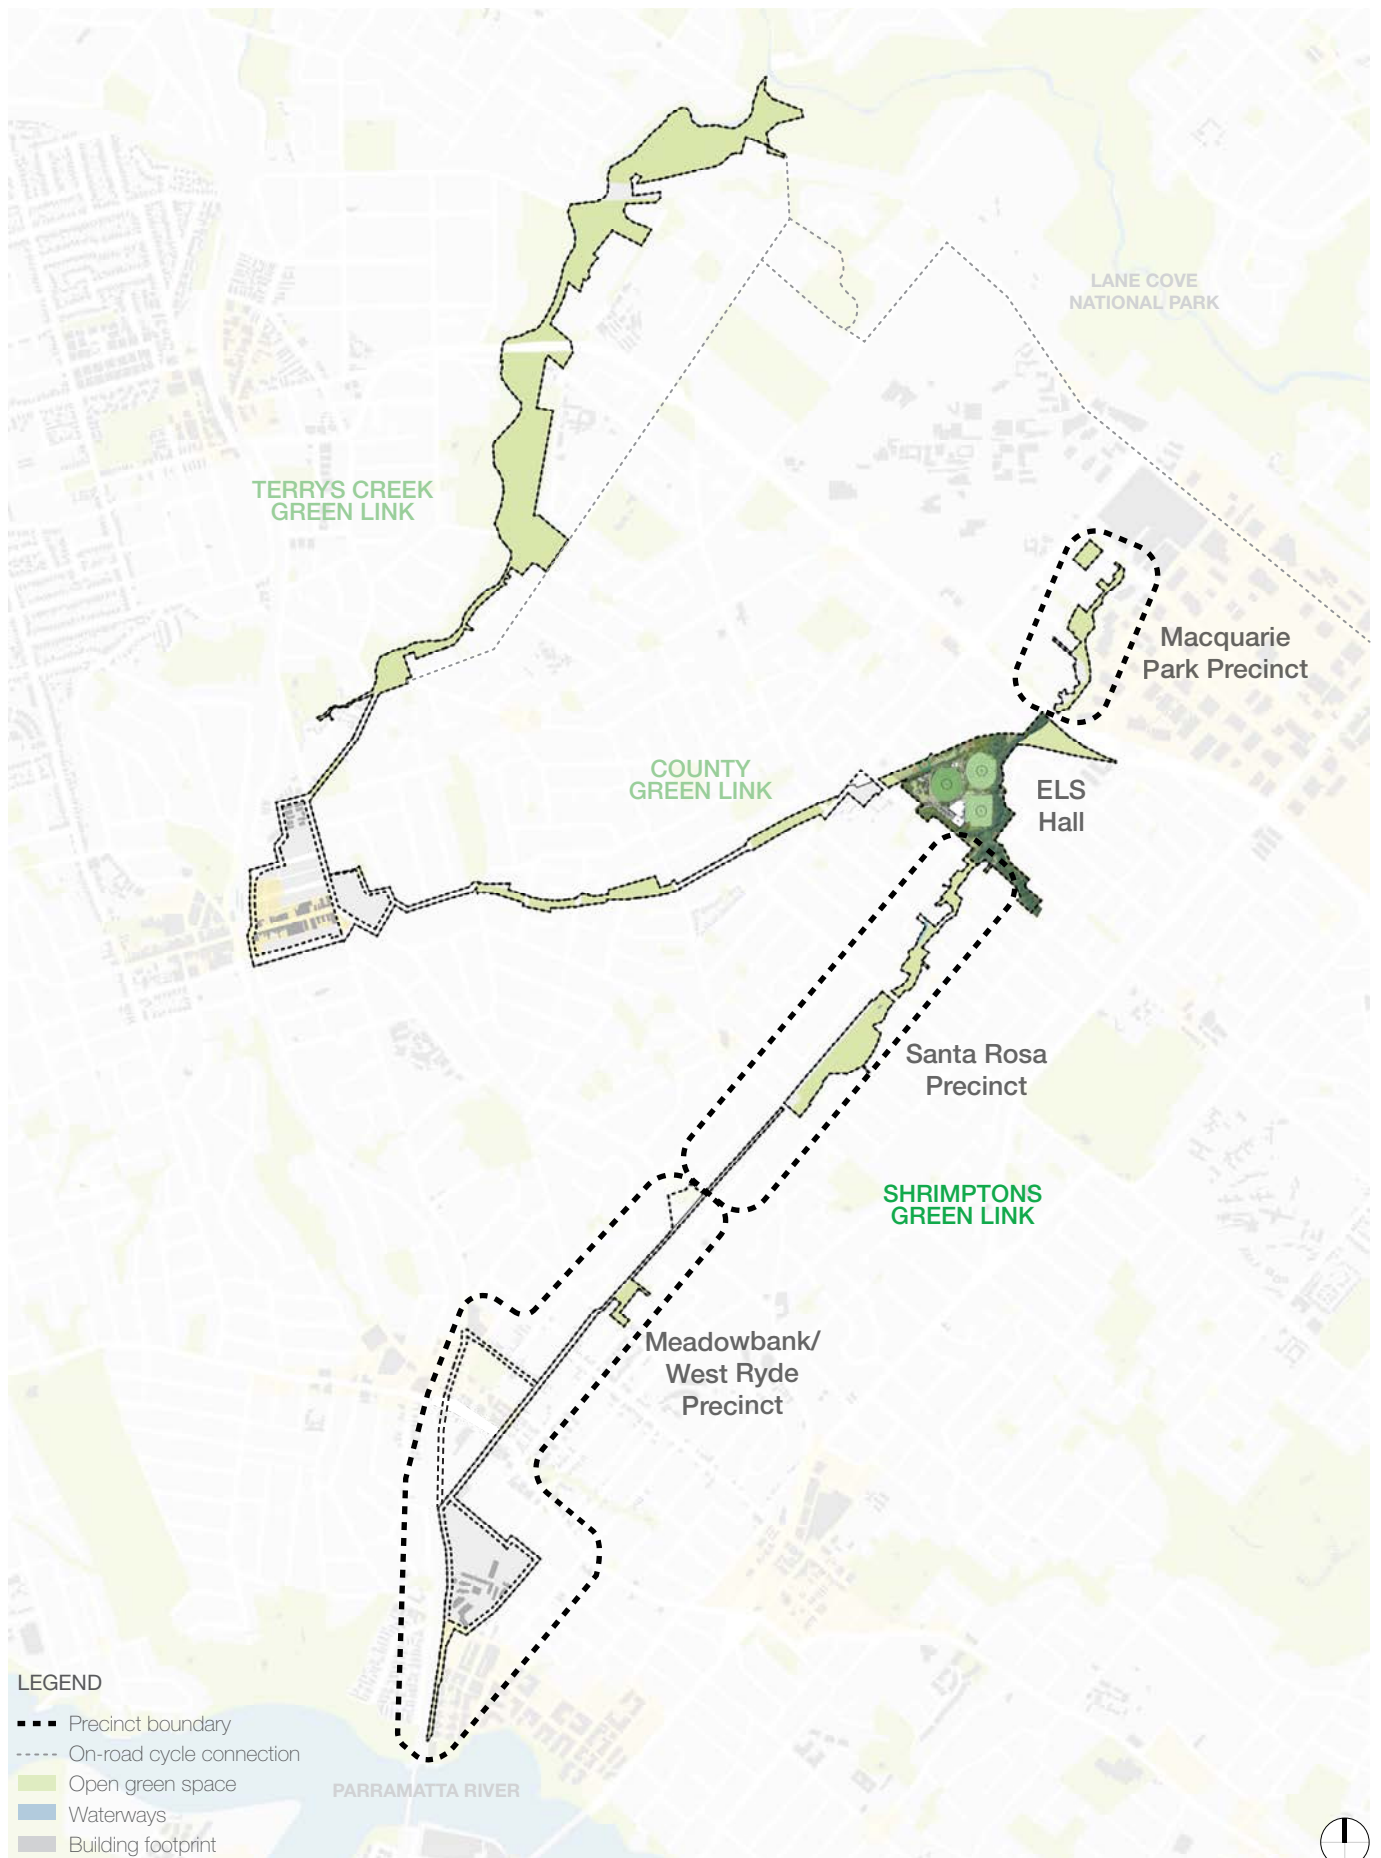 LANE COVE
NATIONAL PARK
TERRYS CREEK
GREEN LINK
Macquarie
Park Precinct
COUNTY
GREEN LINK
ELS
Hall
Santa Rosa
Precinct
SHRIMPTONS
GREEN LINK
Meadowbank/
West Ryde
Precinct
LEGEND
Precinct boundary
On-road cycle connection
Open green space
Waterways
Building footprint
PARRAMATTA RIVER